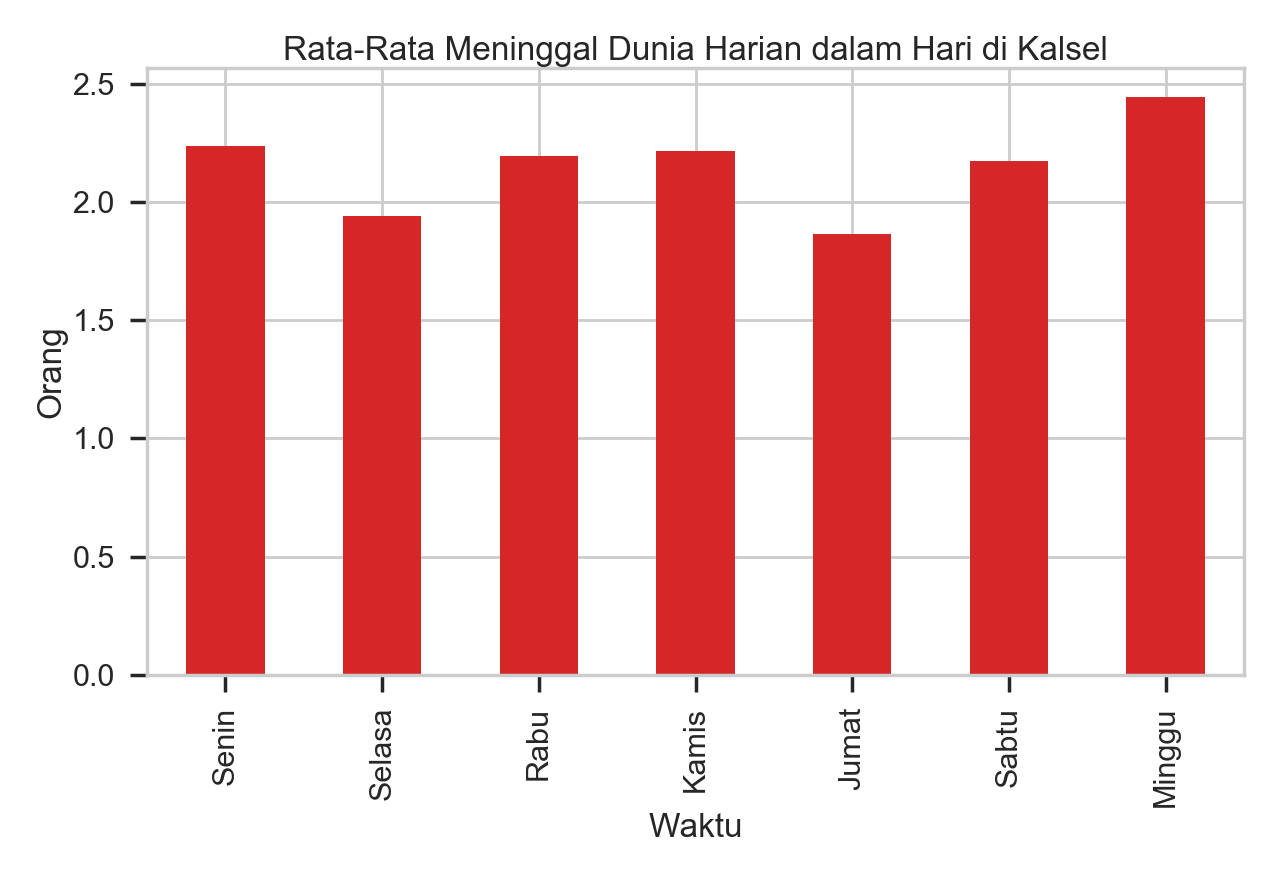 Rata-Rata Meninggal Dunia Harian dalam Hari di Kalsel
2.5
2.0
1.5
1.0
0.5
0.0
Orang
Senin
Selasa
Rabu
Kamis
Jumat
Sabtu
Minggu
Waktu